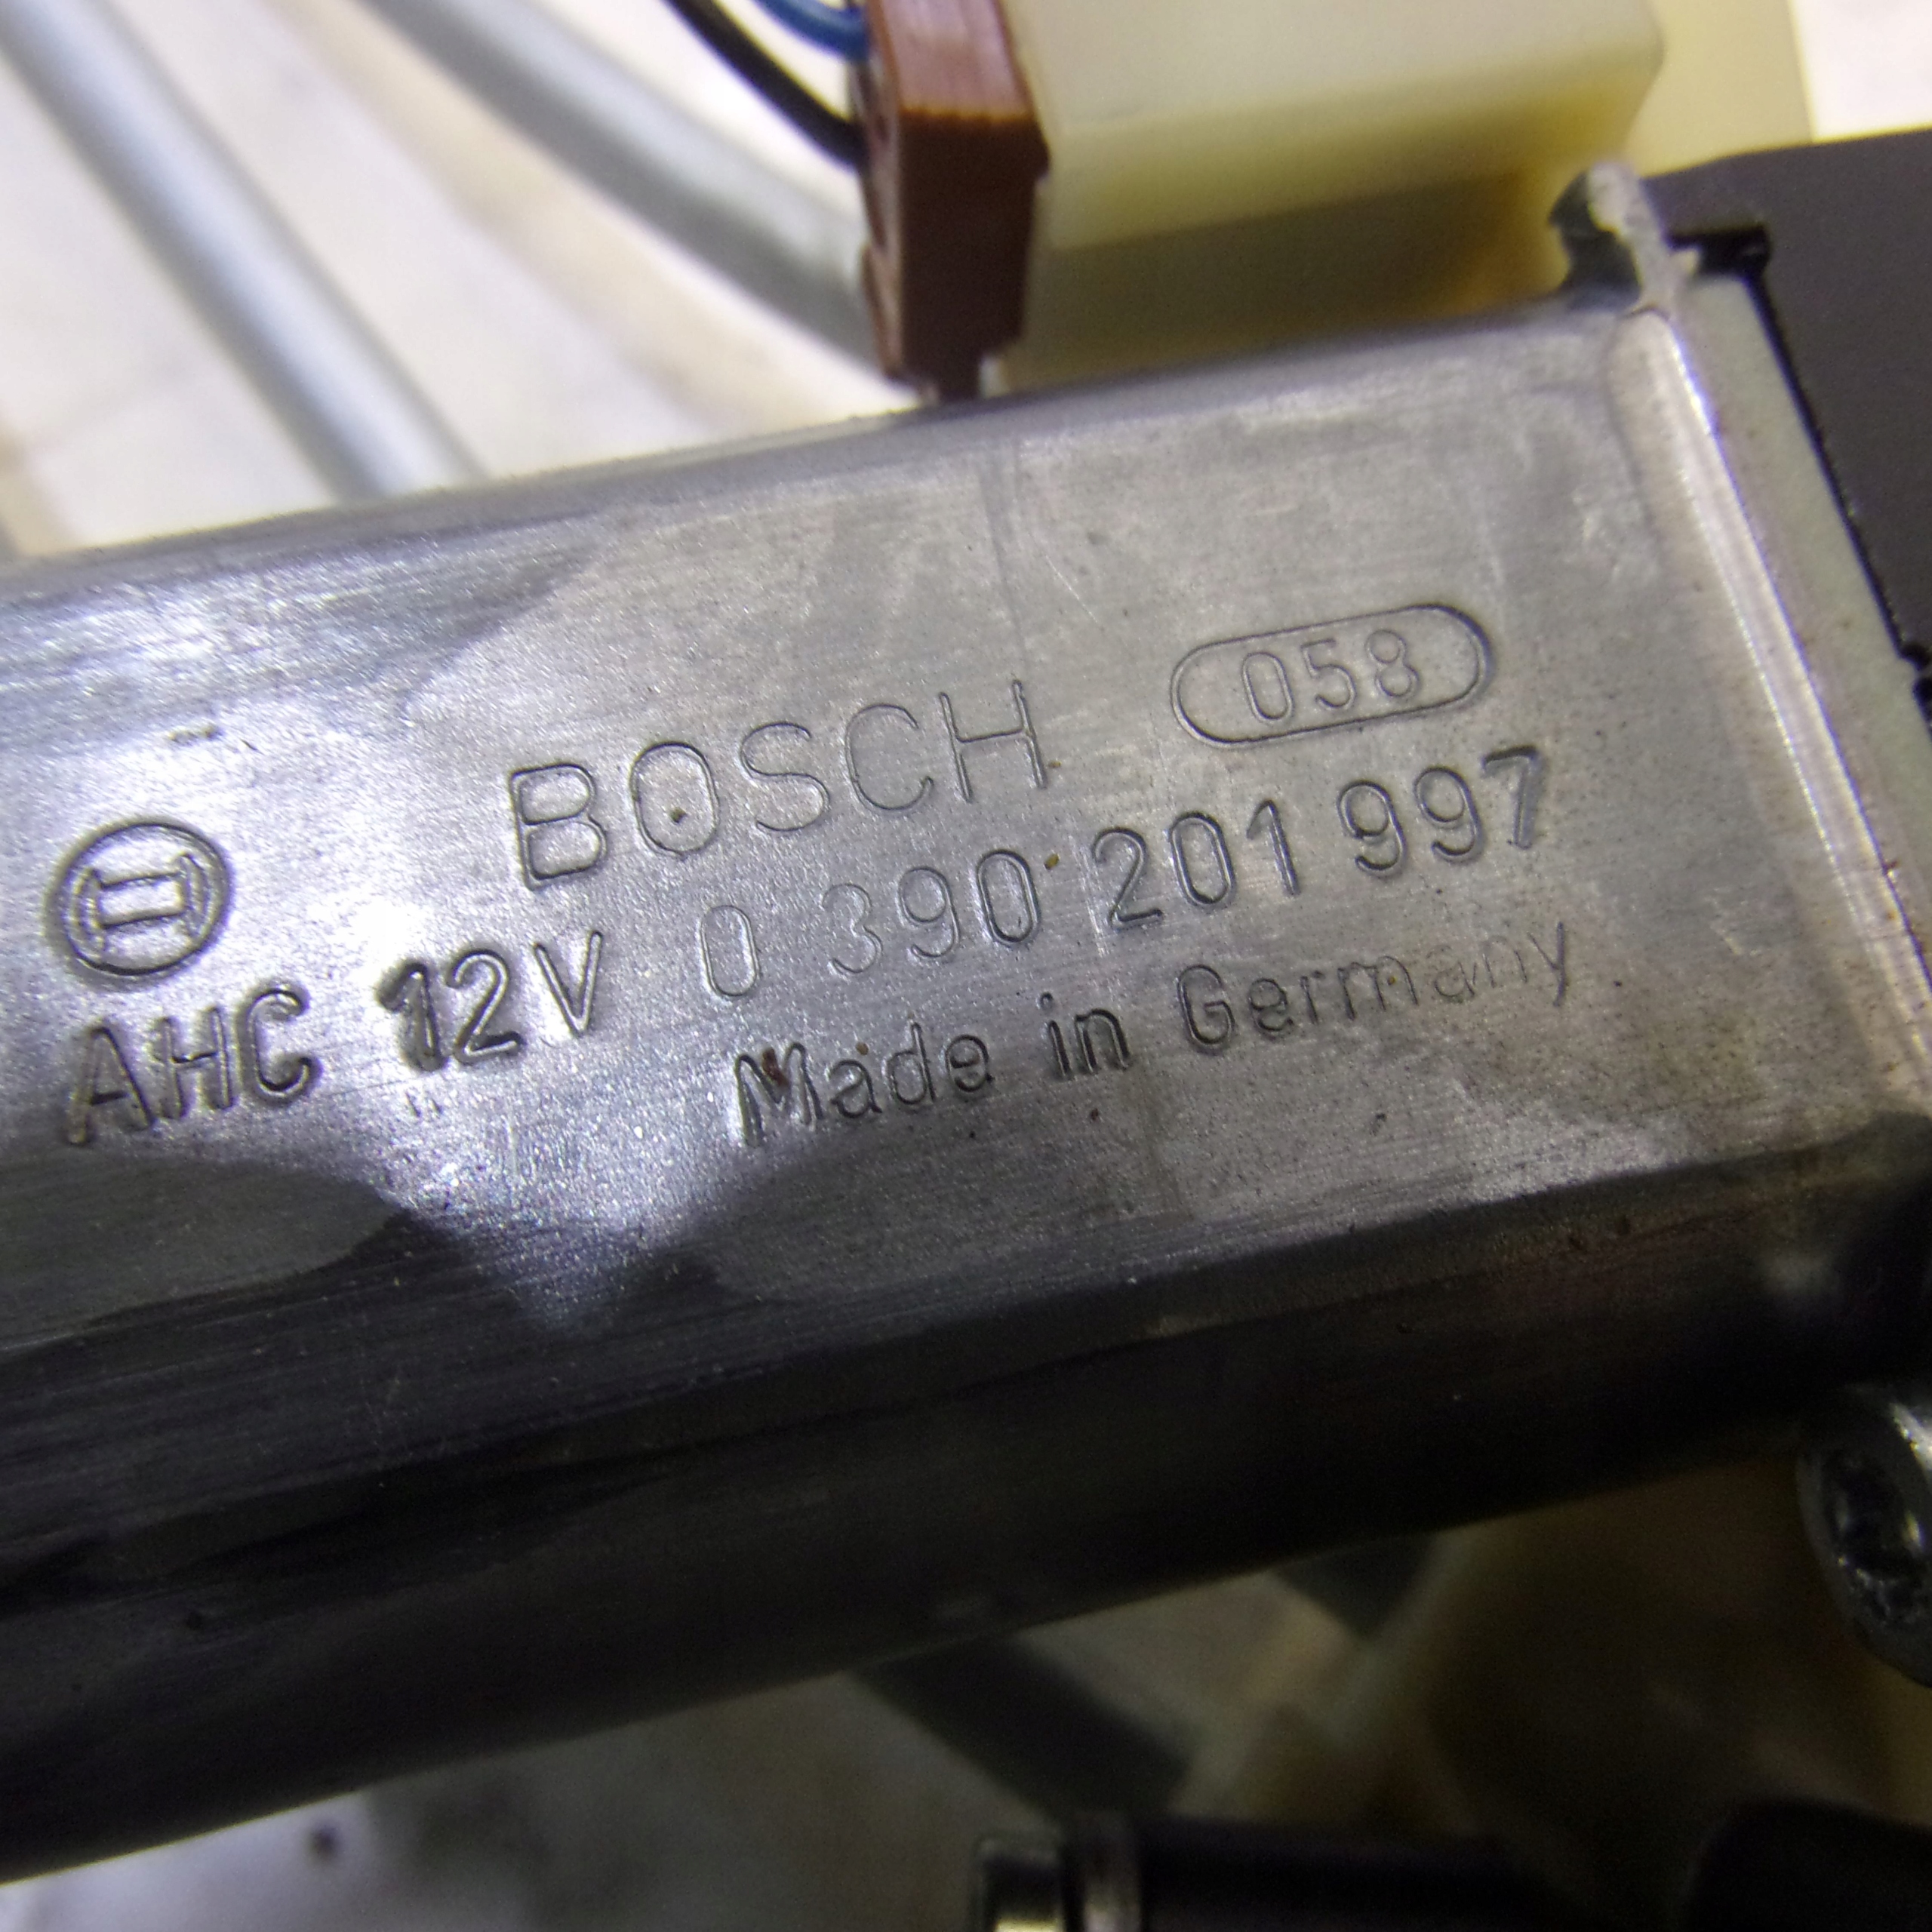 BOSCH 058
AHC 12V 0 390 201 997
Made in Germany